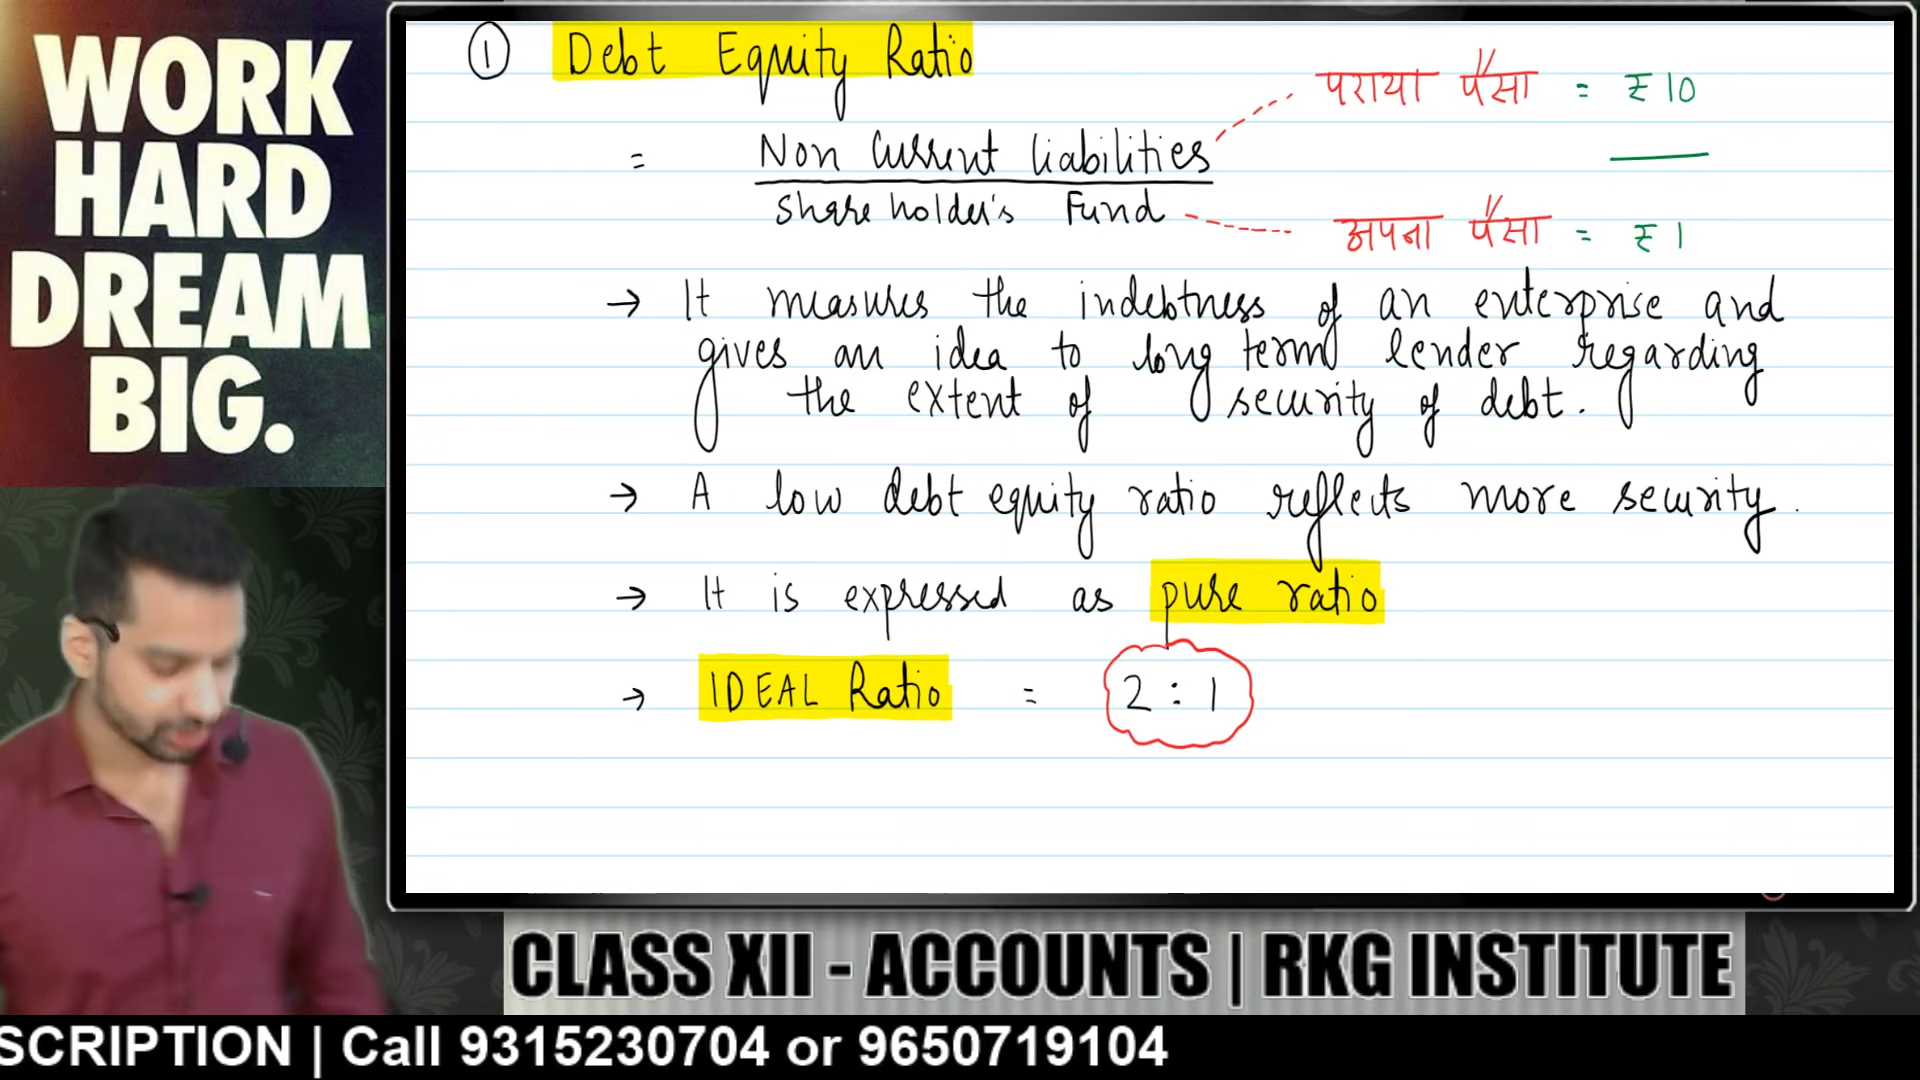 WORK
HARD
DREAM
BIG.
① Debt Equity Ratio
पराया पैसा = ₹10
= Non Current Liabilities
Shareholder's Fund
अपना पैसा = ₹1
→ It measures the indebtness of an enterprise and
gives an idea to long term lender regarding
the extent of security of debt.
→ A low debt equity ratio reflects more security.
→ It is expressed as pure ratio
→ IDEAL Ratio = 2 : 1
CLASS XII - ACCOUNTS | RKG INSTITUTE
SCRIPTION | Call 9315230704 or 9650719104